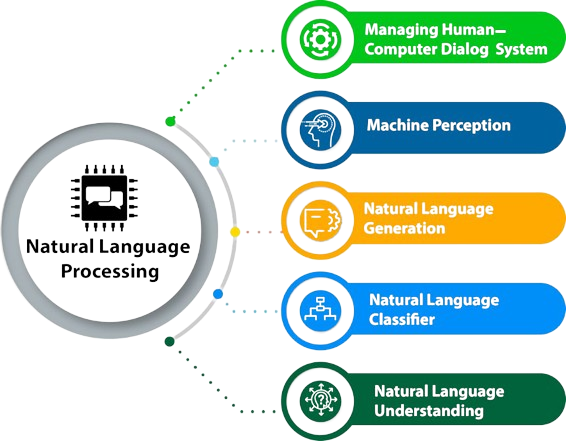 Managing Human–
Computer Dialog System
Machine Perception
Natural Language
Generation
Natural Language
Processing
Natural Language
Classifier
Natural Language
Understanding